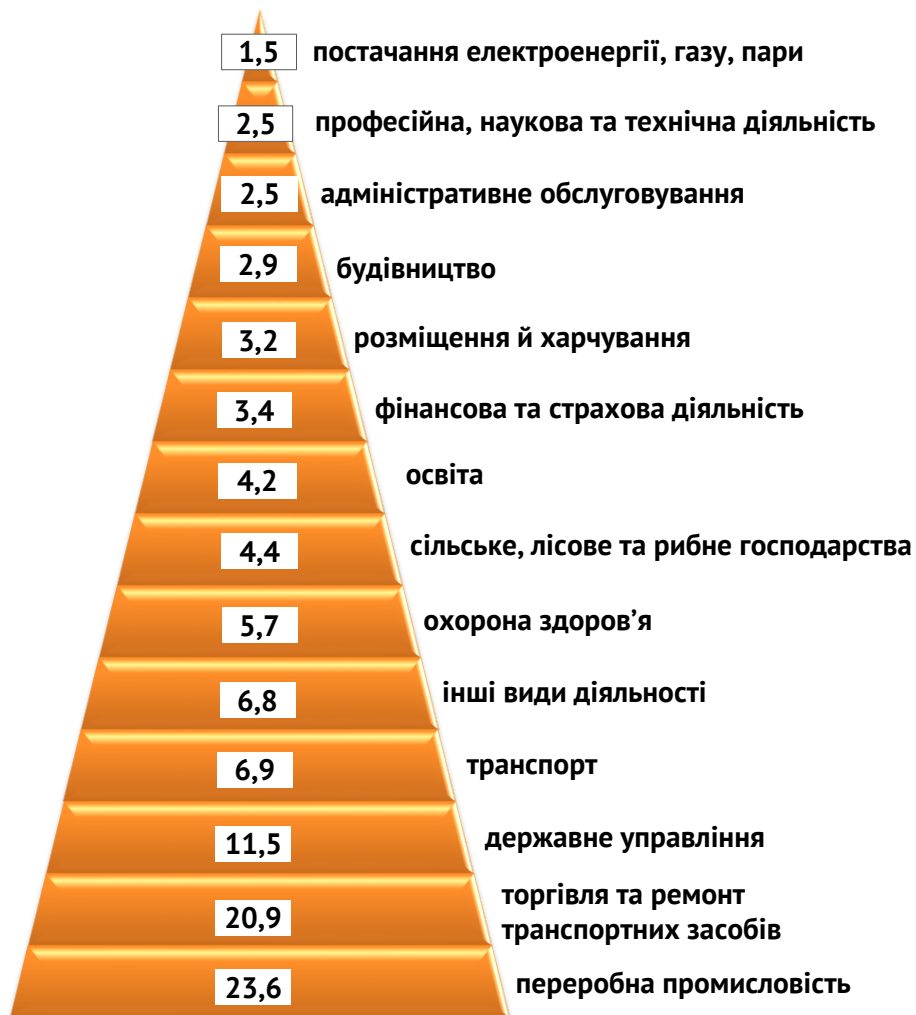 1,5 постачання електроенергії, газу, пари
2,5 професійна, наукова та технічна діяльність
2,5 адміністративне обслуговування
2,9 будівництво
3,2 розміщення й харчування
3,4 фінансова та страхова діяльність
4,2 освіта
4,4 сільське, лісове та рибне господарства
5,7 охорона здоров’я
6,8 інші види діяльності
6,9 транспорт
11,5 державне управління
20,9 торгівля та ремонт
транспортних засобів
23,6 переробна промисловість